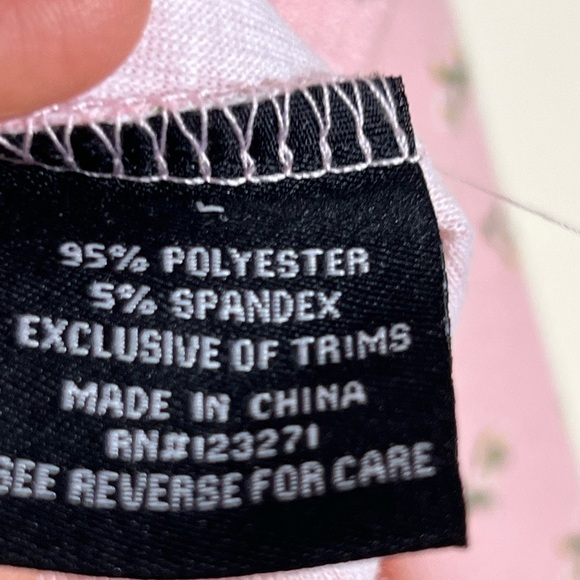 95% POLYESTER
5% SPANDEX
EXCLUSIVE OF TRIMS
MADE IN CHINA
RN#123271
SEE REVERSE FOR CARE